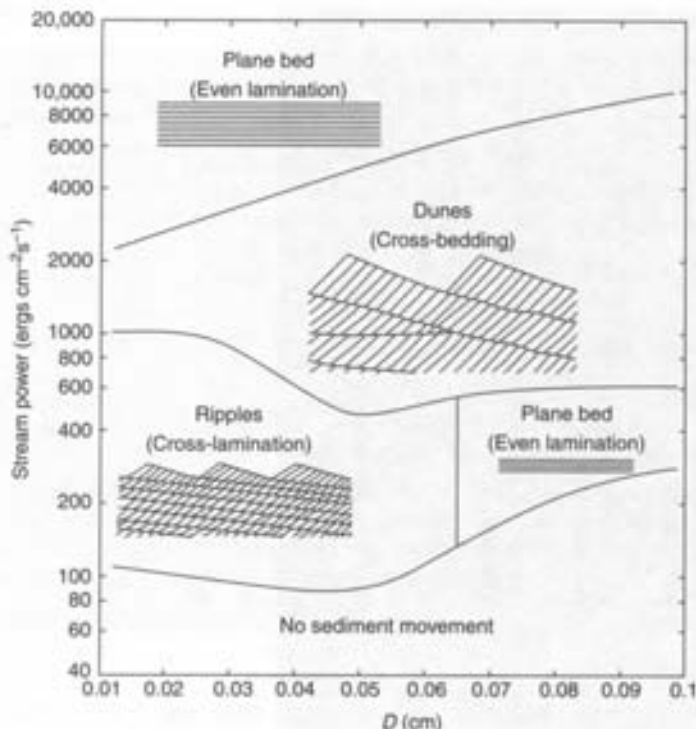 20,000
10,000
8000
6000
4000
2000
1000
800
600
400
200
100
80
60
40
Stream power (ergs cm⁻²s⁻¹)
Plane bed
(Even lamination)
Dunes
(Cross-bedding)
Ripples
(Cross-lamination)
Plane bed
(Even lamination)
No sediment movement
0.01 0.02 0.03 0.04 0.05 0.06 0.07 0.08 0.09 0.1
D (cm)